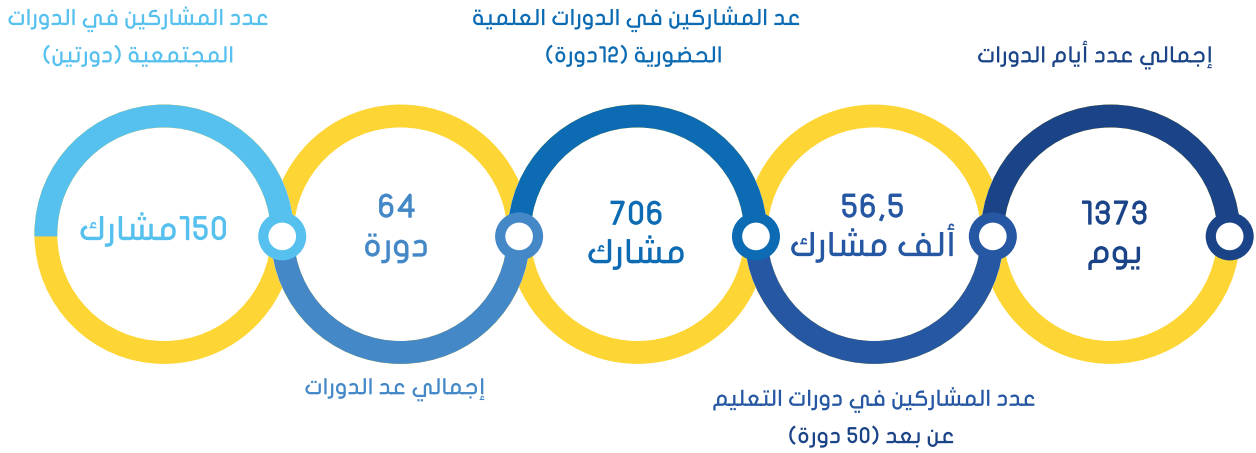 إجمالي عدد أيام الدورات
1373
يوم
56,5
ألف مشارك
عدد المشاركين في دورات التعليم
عن بعد (50 دورة)
عد المشاركين في الدورات العلمية
الحضورية (12دورة)
706
مشارك
64
دورة
إجمالي عد الدورات
عدد المشاركين في الدورات
المجتمعية (دورتين)
150مشارك